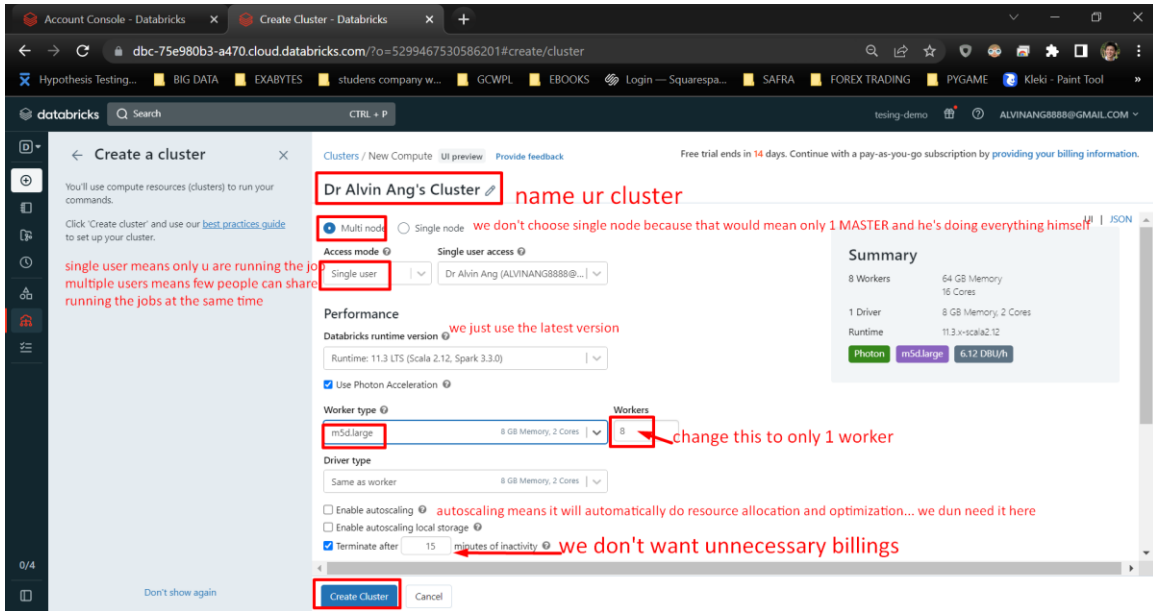 Account Console - Databricks
Create Cluster - Databricks
dbc-75e980b3-a470.cloud.databricks.com/?o=5299467530586201#create/cluster
Hypothesis Testing... BIG DATA EXABYTES studens company w... GCWPL EBOOKS Login — Squarespa... SAFRA FOREX TRADING PYGAME Kleki - Paint Tool »
databricks Search CTRL + P tesing-demo ALVINANG8888@GMAIL.COM
D
Create a cluster
You'll use compute resources (clusters) to run your
commands.
Click 'Create cluster' and use our best practices guide
to set up your cluster.
single user means only u are running the job
multiple users means few people can share
running the jobs at the same time
0/4
Don't show again
Clusters / New Compute UI preview Provide feedback
Free trial ends in 14 days. Continue with a pay-as-you-go subscription by providing your billing information.
Dr Alvin Ang's Cluster
name ur cluster
UI | JSON
Multi node Single node
we don't choose single node because that would mean only 1 MASTER and he's doing everything himself
Access mode Single user access
Single user Dr Alvin Ang (ALVINANG8888@...
Performance
Databricks runtime version
we just use the latest version
Runtime: 11.3 LTS (Scala 2.12, Spark 3.3.0)
Use Photon Acceleration
Worker type Workers
m5d.large 8 GB Memory, 2 Cores 8
change this to only 1 worker
Driver type
Same as worker 8 GB Memory, 2 Cores
Enable autoscaling
autoscaling means it will automatically do resource allocation and optimization... we dun need it here
Enable autoscaling local storage
Terminate after 15 minutes of inactivity
we don't want unnecessary billings
Create Cluster Cancel
Summary
8 Workers 64 GB Memory
16 Cores
1 Driver 8 GB Memory, 2 Cores
Runtime 11.3.x-scala2.12
Photon m5d.large 6.12 DBU/h